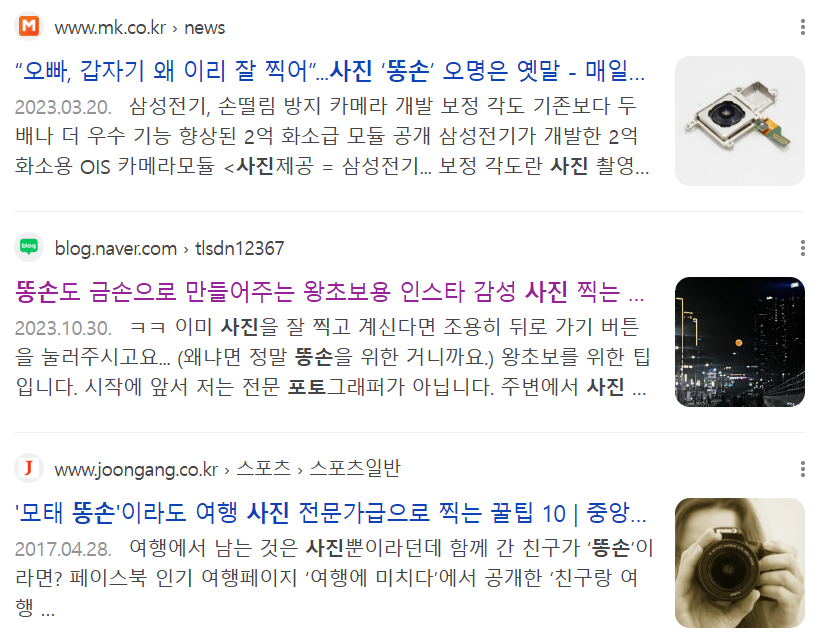 www.mk.co.kr › news
“오빠, 갑자기 왜 이리 잘 찍어”...사진 ‘똥손’ 오명은 옛말 - 매일...
2023.03.20. 삼성전기, 손떨림 방지 카메라 개발 보정 각도 기존보다 두
배나 더 우수 기능 향상된 2억 화소급 모듈 공개 삼성전기가 개발한 2억
화소용 OIS 카메라모듈 <사진제공 = 삼성전기... 보정 각도란 사진 촬영...
blog
blog.naver.com › tlsdn12367
똥손도 금손으로 만들어주는 왕초보용 인스타 감성 사진 찍는 ...
2023.10.30. ㅋㅋ 이미 사진을 잘 찍고 계신다면 조용히 뒤로 가기 버튼
을 눌러주시고요... (왜냐면 정말 똥손을 위한 거니까요.) 왕초보를 위한 팁
입니다. 시작에 앞서 저는 전문 포토그래퍼가 아닙니다. 주변에서 사진 ...
J
www.joongang.co.kr › 스포츠 › 스포츠일반
'모태 똥손'이라도 여행 사진 전문가급으로 찍는 꿀팁 10 | 중앙...
2017.04.28. 여행에서 남는 것은 사진뿐이라던데 함께 간 친구가 ‘똥손’이
라면? 페이스북 인기 여행페이지 ‘여행에 미치다’에서 공개한 ‘친구랑 여
행 ...